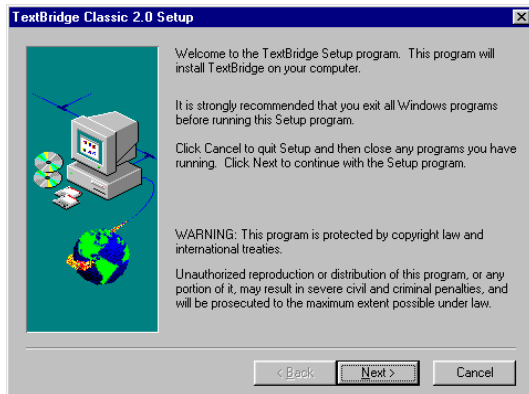 TextBridge Classic 2.0 Setup
Welcome to the TextBridge Setup program. This program will
install TextBridge on your computer.
It is strongly recommended that you exit all Windows programs
before running this Setup program.
Click Cancel to quit Setup and then close any programs you have
running. Click Next to continue with the Setup program.
WARNING: This program is protected by copyright law and
international treaties.
Unauthorized reproduction or distribution of this program, or any
portion of it, may result in severe civil and criminal penalties, and
will be prosecuted to the maximum extent possible under law.
< Back Next > Cancel